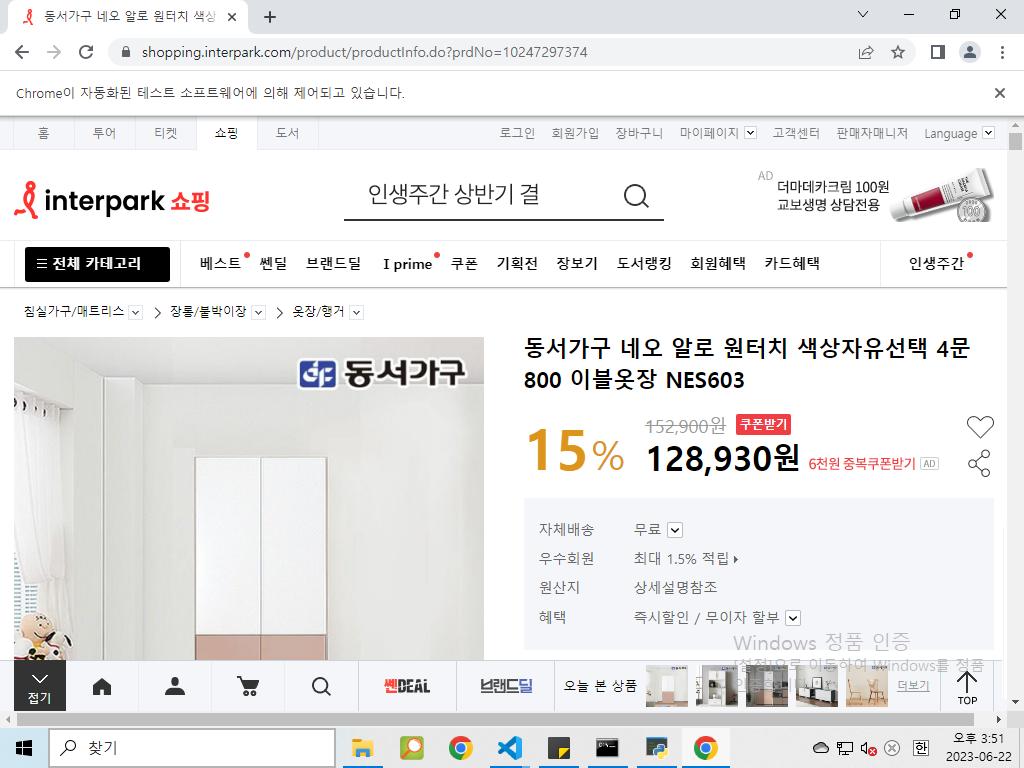 동서가구 네오 알로 원터치 색상
shopping.interpark.com/product/productInfo.do?prdNo=10247297374
Chrome이 자동화된 테스트 소프트웨어에 의해 제어되고 있습니다.
홈 투어 티켓 쇼핑 도서 로그인 회원가입 장바구니 마이페이지 고객센터 판매자매니저 Language
interpark 쇼핑
인생주간 상반기 결
AD
더마데카크림 100원
교보생명 상담전용
전체 카테고리 베스트 쎈딜 브랜드딜 I prime 쿠폰 기획전 장보기 도서랭킹 회원혜택 카드혜택 인생주간
침실가구/매트리스 장롱/붙박이장 옷장/행거
동서가구
동서가구 네오 알로 원터치 색상자유선택 4문
800 이불옷장 NES603
15%
152,900원 쿠폰받기
128,930원 6천원 중복쿠폰받기 AD
자체배송 무료
우수회원 최대 1.5% 적립
원산지 상세설명참조
혜택 즉시할인 / 무이자 할부
Windows 정품 인증
[설정]으로 이동하여 Windows를 정품
접기
쎈DEAL
브랜드딜
오늘 본 상품
더보기
TOP
찾기
한
오후 3:51
2023-06-22